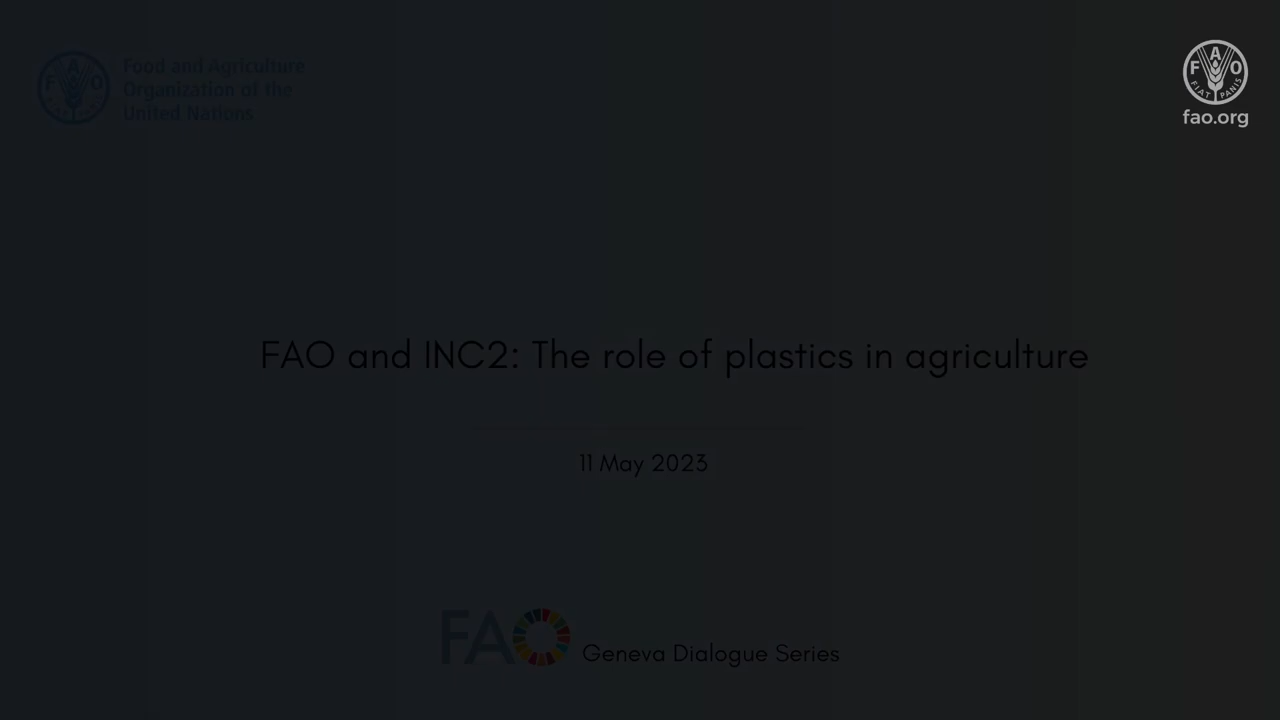 Food and Agriculture
Organization of the
United Nations
FAO
FIAT PANIS
fao.org
FAO and INC2: The role of plastics in agriculture
11 May 2023
FAO Geneva Dialogue Series